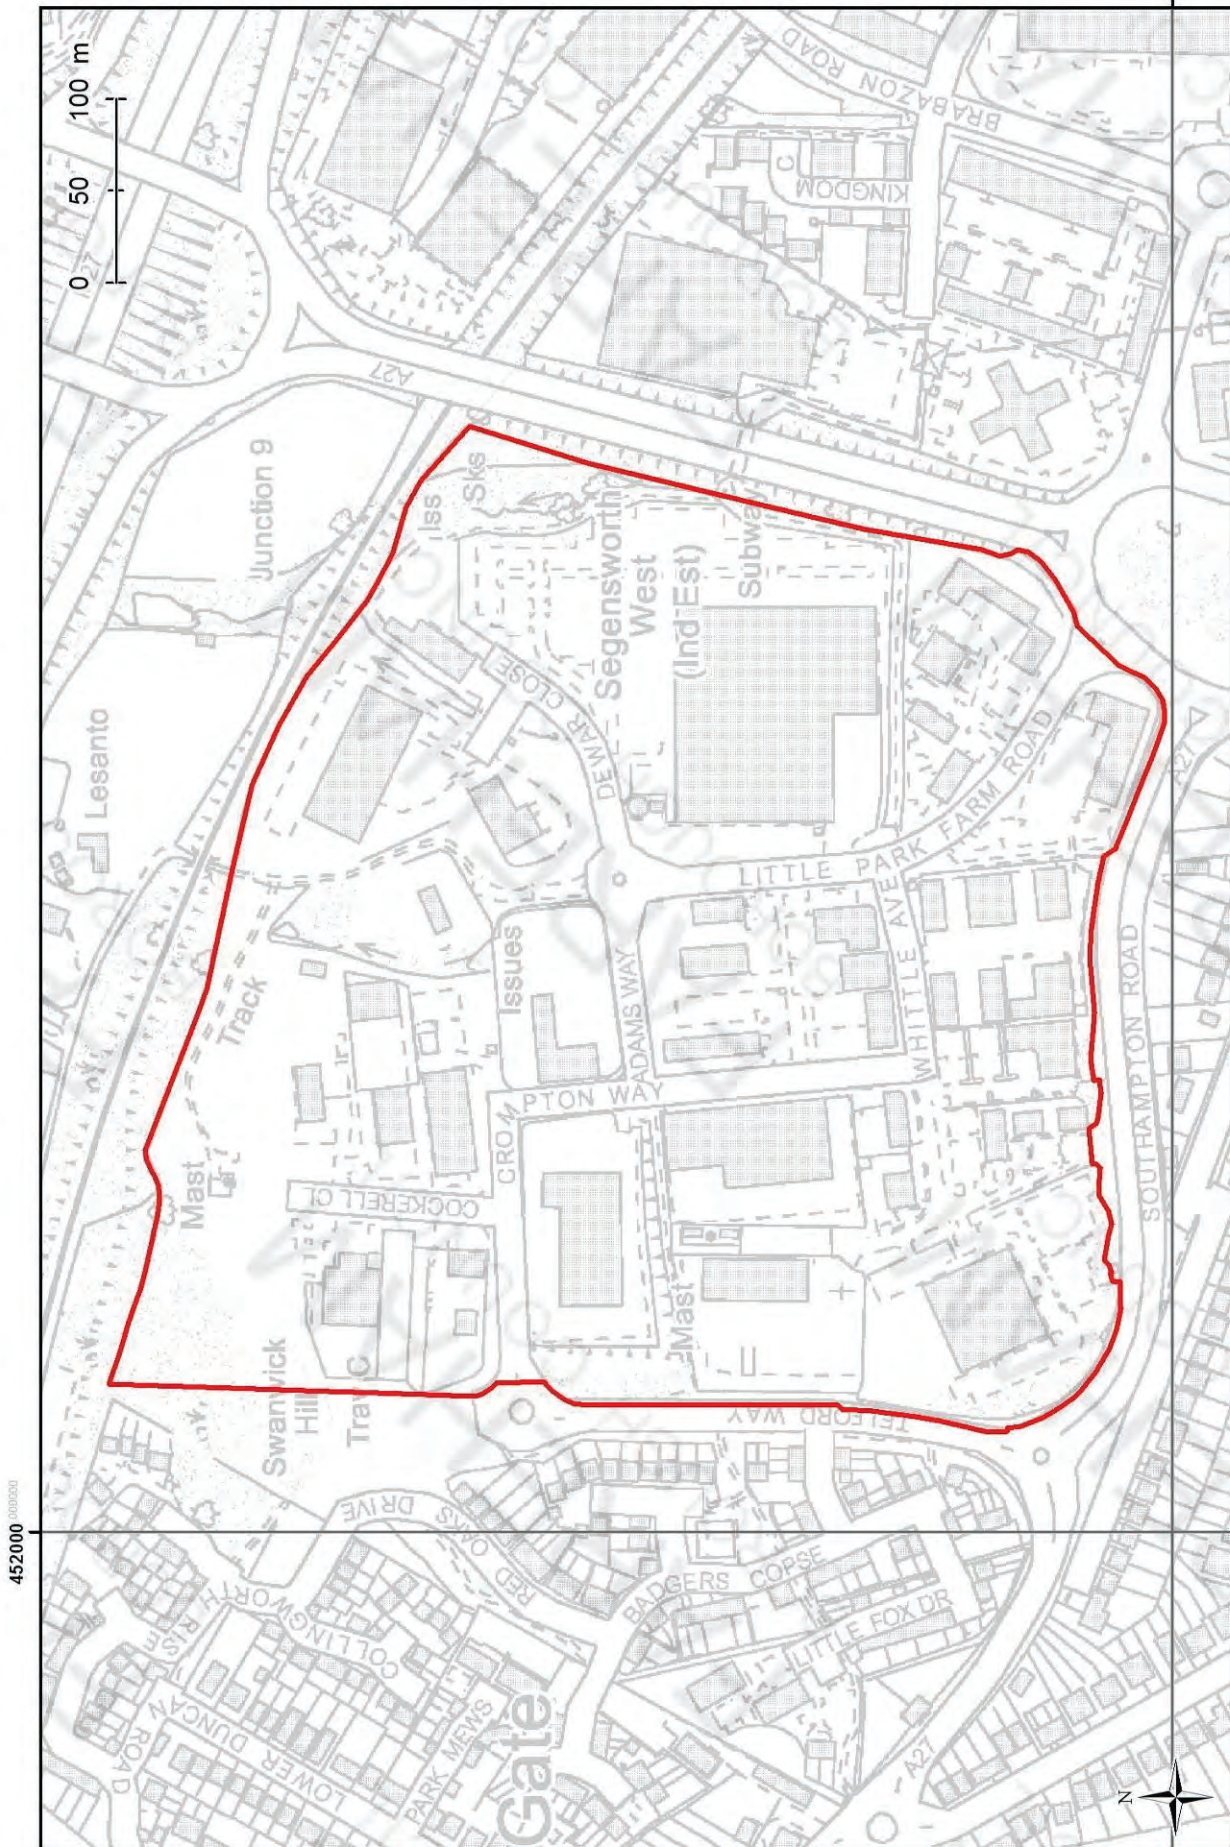 0 50 100 m
452000
000000
N
Junction 9
A27
Lesanto
BRABAZON ROAD
KINGDOM
C
Iss
Sks
Segensworth
West
(Ind Est)
Subway
DEWAR CLOSE
LITTLE PARK FARM ROAD
A27
Track
Issues
ADAMS WAY
WHITTLE AVE
CROMPTON WAY
Mast
COCKERELL CL
Mast
SOUTHAMPTON ROAD
Swanwick
Hill
Trav C
TELFORD WAY
RED OAKS DRIVE
BADGERS COPSE
LITTLE FOX DR
COLLINGWORTH RISE
LOWER DUNCAN ROAD
PARK MEWS
Gate
A27